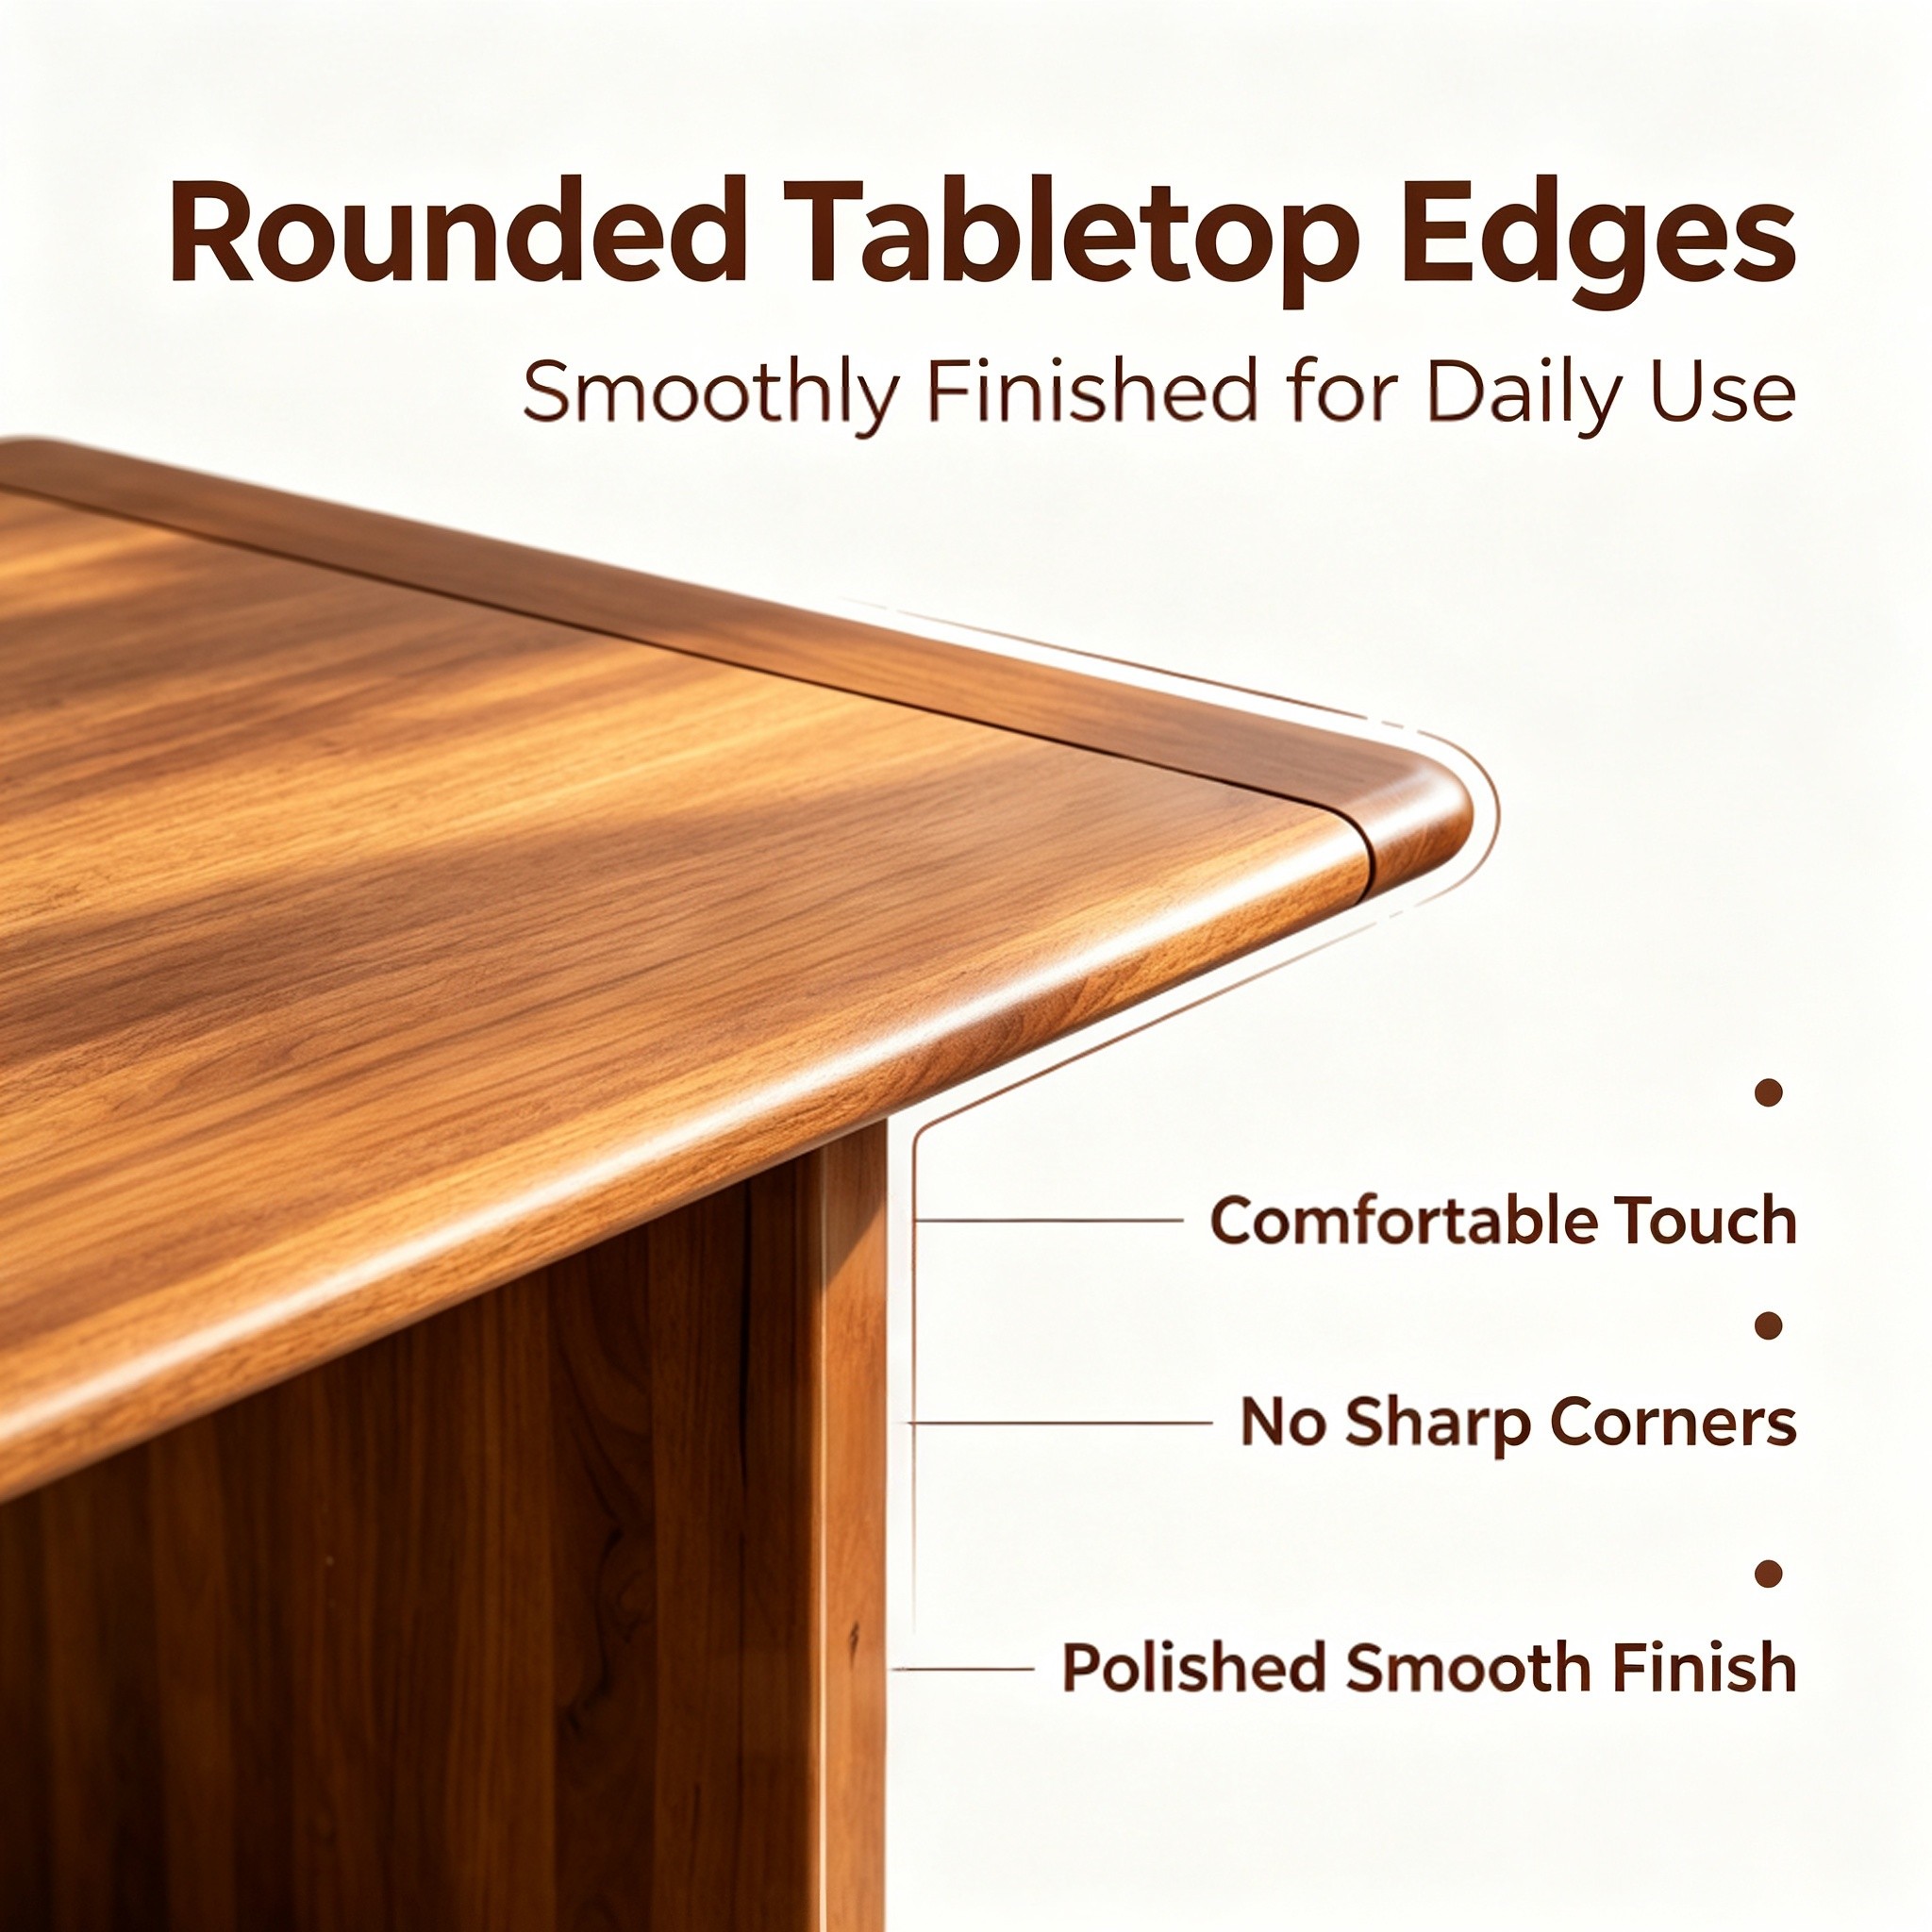 Rounded Tabletop Edges
Smoothly Finished for Daily Use
Comfortable Touch
No Sharp Corners
Polished Smooth Finish